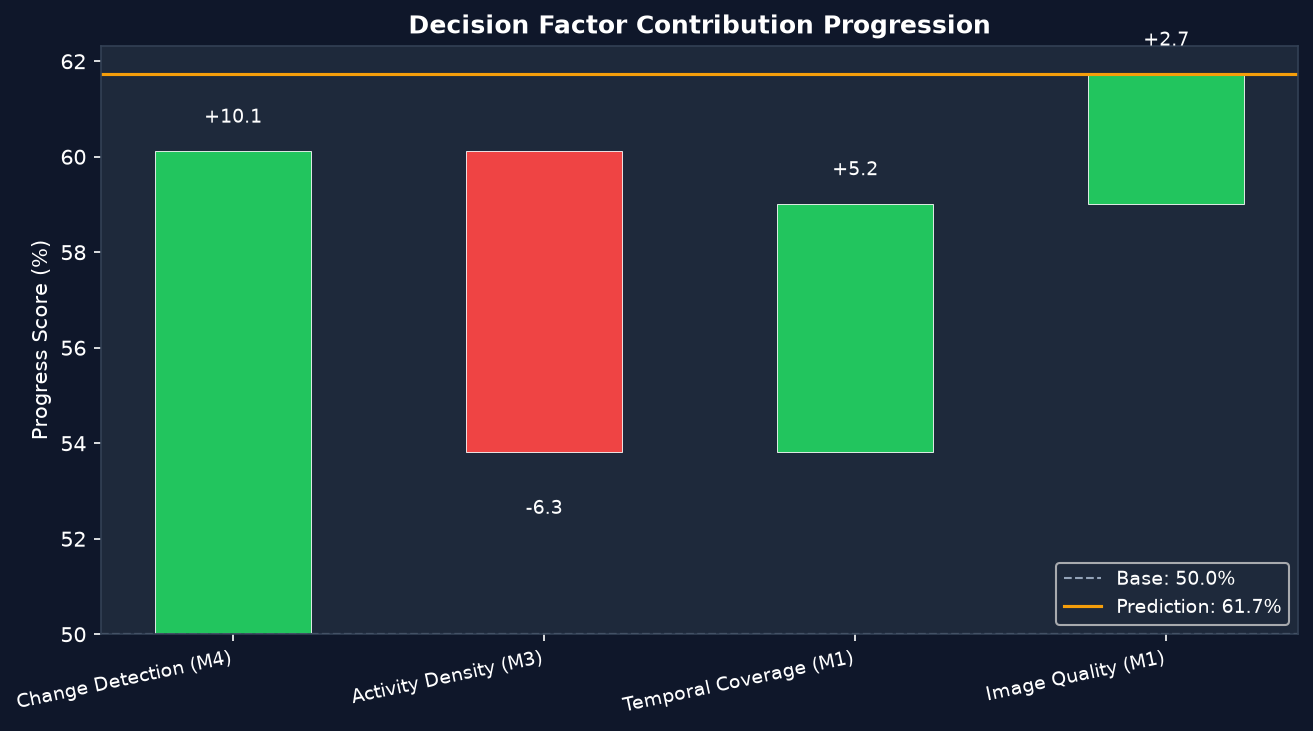 Decision Factor Contribution Progression
+2.7
62
+10.1
60
+5.2
58
Progress Score (%)
56
54
-6.3
52
Base: 50.0%
Prediction: 61.7%
50
Change Detection (M4)
Activity Density (M3)
Temporal Coverage (M1)
Image Quality (M1)